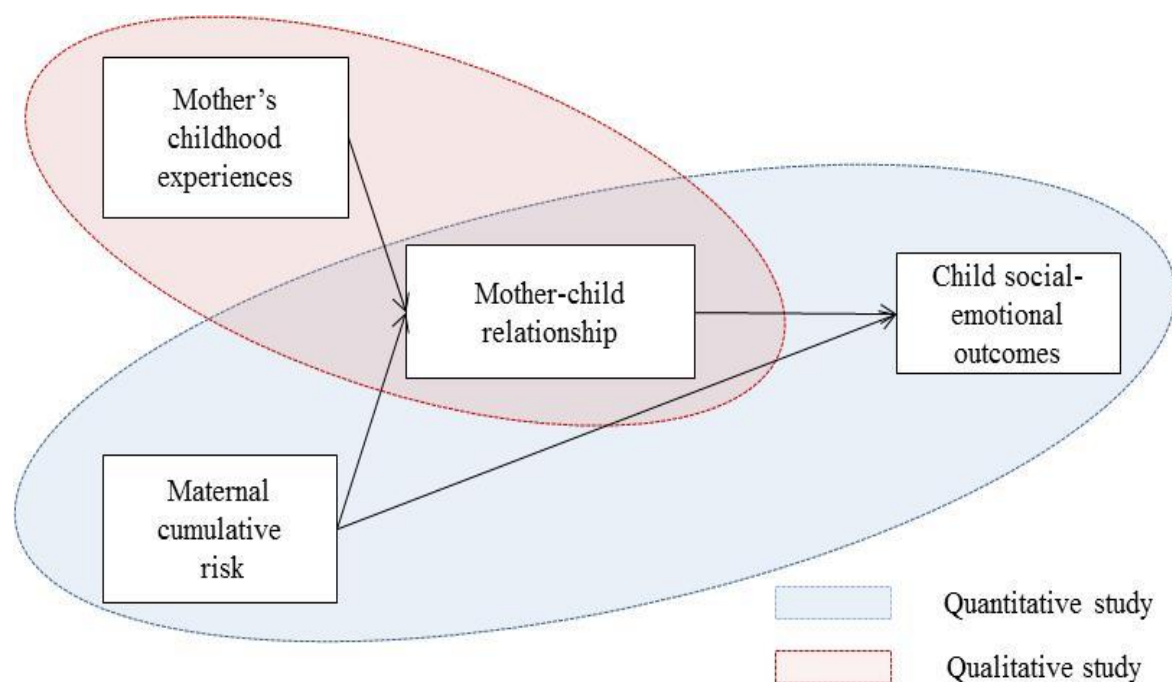 Mother’s
childhood
experiences
Mother-child
relationship
Child social-
emotional
outcomes
Maternal
cumulative
risk
Quantitative study
Qualitative study